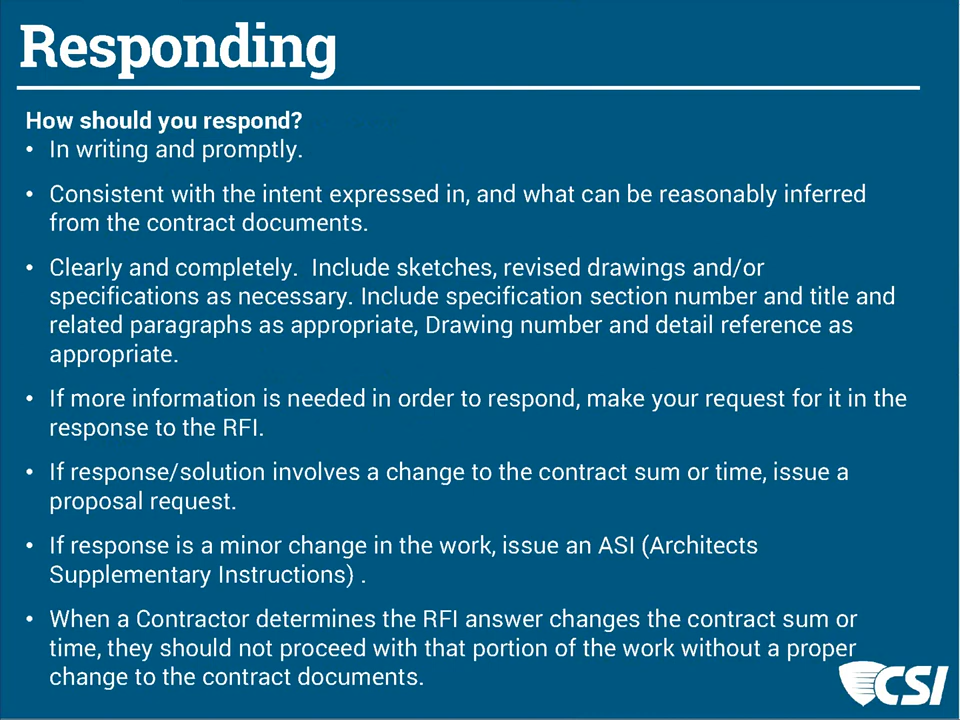 Responding
How should you respond?
• In writing and promptly.
• Consistent with the intent expressed in, and what can be reasonably inferred
from the contract documents.
• Clearly and completely.  Include sketches, revised drawings and/or
specifications as necessary. Include specification section number and title and
related paragraphs as appropriate, Drawing number and detail reference as
appropriate.
• If more information is needed in order to respond, make your request for it in the
response to the RFI.
• If response/solution involves a change to the contract sum or time, issue a
proposal request.
• If response is a minor change in the work, issue an ASI (Architects
Supplementary Instructions) .
• When a Contractor determines the RFI answer changes the contract sum or
time, they should not proceed with that portion of the work without a proper
change to the contract documents.
CSI